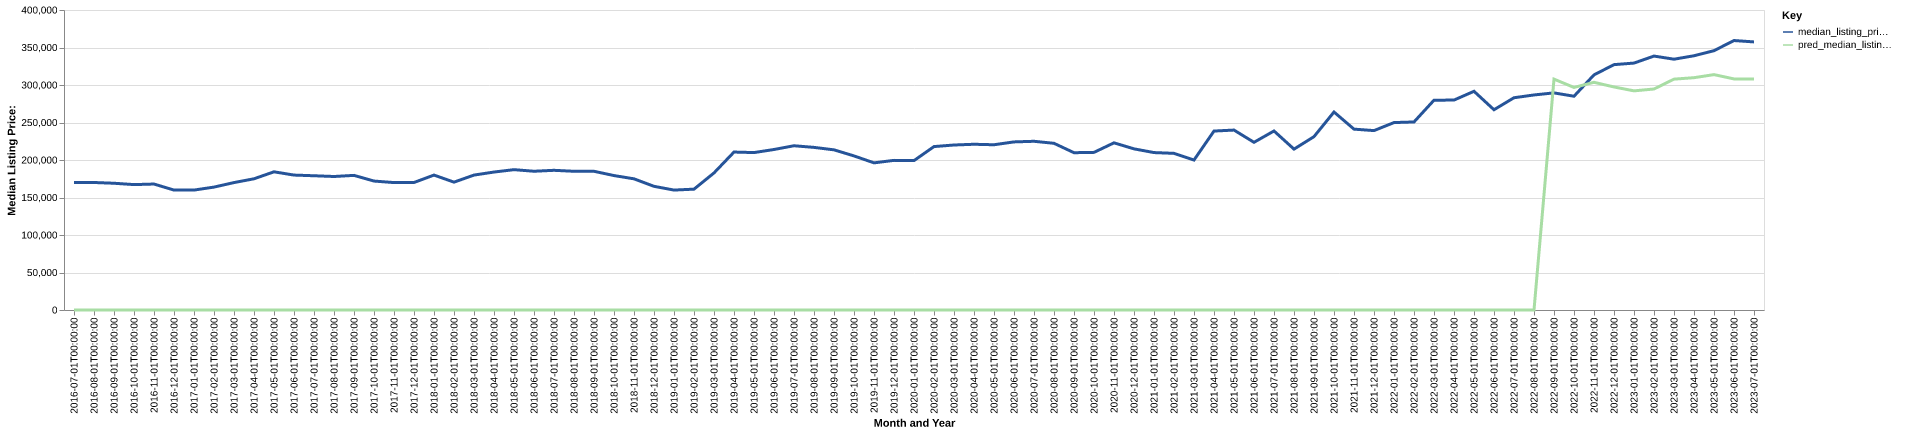 400,000
350,000
300,000
250,000
200,000
150,000
100,000
50,000
0
Median Listing Price:
2016-07-01T00:00:00
2016-08-01T00:00:00
2016-09-01T00:00:00
2016-10-01T00:00:00
2016-11-01T00:00:00
2016-12-01T00:00:00
2017-01-01T00:00:00
2017-02-01T00:00:00
2017-03-01T00:00:00
2017-04-01T00:00:00
2017-05-01T00:00:00
2017-06-01T00:00:00
2017-07-01T00:00:00
2017-08-01T00:00:00
2017-09-01T00:00:00
2017-10-01T00:00:00
2017-11-01T00:00:00
2017-12-01T00:00:00
2018-01-01T00:00:00
2018-02-01T00:00:00
2018-03-01T00:00:00
2018-04-01T00:00:00
2018-05-01T00:00:00
2018-06-01T00:00:00
2018-07-01T00:00:00
2018-08-01T00:00:00
2018-09-01T00:00:00
2018-10-01T00:00:00
2018-11-01T00:00:00
2018-12-01T00:00:00
2019-01-01T00:00:00
2019-02-01T00:00:00
2019-03-01T00:00:00
2019-04-01T00:00:00
2019-05-01T00:00:00
2019-06-01T00:00:00
2019-07-01T00:00:00
2019-08-01T00:00:00
2019-09-01T00:00:00
2019-10-01T00:00:00
2019-11-01T00:00:00
2019-12-01T00:00:00
2020-01-01T00:00:00
2020-02-01T00:00:00
2020-03-01T00:00:00
2020-04-01T00:00:00
2020-05-01T00:00:00
2020-06-01T00:00:00
2020-07-01T00:00:00
2020-08-01T00:00:00
2020-09-01T00:00:00
2020-10-01T00:00:00
2020-11-01T00:00:00
2020-12-01T00:00:00
2021-01-01T00:00:00
2021-02-01T00:00:00
2021-03-01T00:00:00
2021-04-01T00:00:00
2021-05-01T00:00:00
2021-06-01T00:00:00
2021-07-01T00:00:00
2021-08-01T00:00:00
2021-09-01T00:00:00
2021-10-01T00:00:00
2021-11-01T00:00:00
2021-12-01T00:00:00
2022-01-01T00:00:00
2022-02-01T00:00:00
2022-03-01T00:00:00
2022-04-01T00:00:00
2022-05-01T00:00:00
2022-06-01T00:00:00
2022-07-01T00:00:00
2022-08-01T00:00:00
2022-09-01T00:00:00
2022-10-01T00:00:00
2022-11-01T00:00:00
2022-12-01T00:00:00
2023-01-01T00:00:00
2023-02-01T00:00:00
2023-03-01T00:00:00
2023-04-01T00:00:00
2023-05-01T00:00:00
2023-06-01T00:00:00
2023-07-01T00:00:00
Month and Year
Key
median_listing_pri…
pred_median_listin…